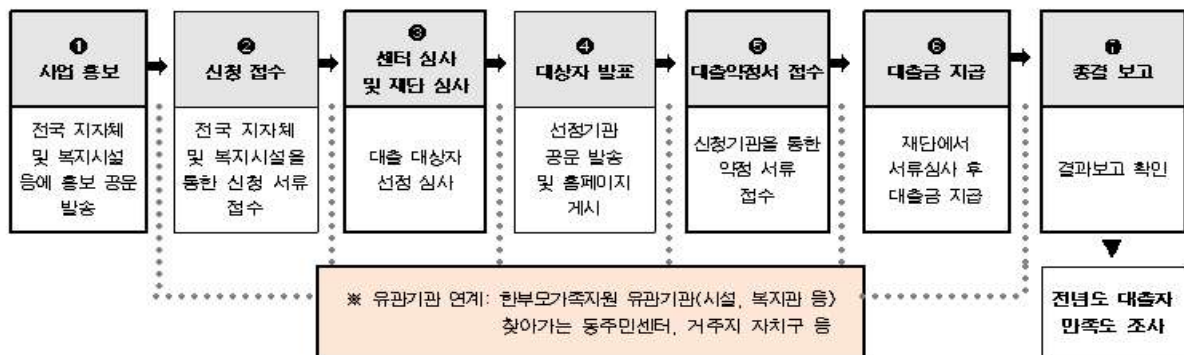 ❶
사업 홍보
전국 지자체
및 복지시설
등에 홍보 공문
발송
❷
신청 접수
전국 지자체
및 복지시설을
통한 신청 서류
접수
❸
센터 심사
및 재단 심사
대출 대상자
선정 심사
❹
대상자 발표
선정기관
공문 발송
및 홈페이지
게시
❺
대출약정서 접수
신청기관을 통한
약정 서류
접수
❻
대출금 지급
재단에서
서류심사 후
대출금 지급
❼
종결 보고
결과보고 확인
※ 유관기관 연계: 한부모가족지원 유관기관(시설, 복지관 등)
찾아가는 동주민센터, 거주지 자치구 등
전년도 대출자
만족도 조사